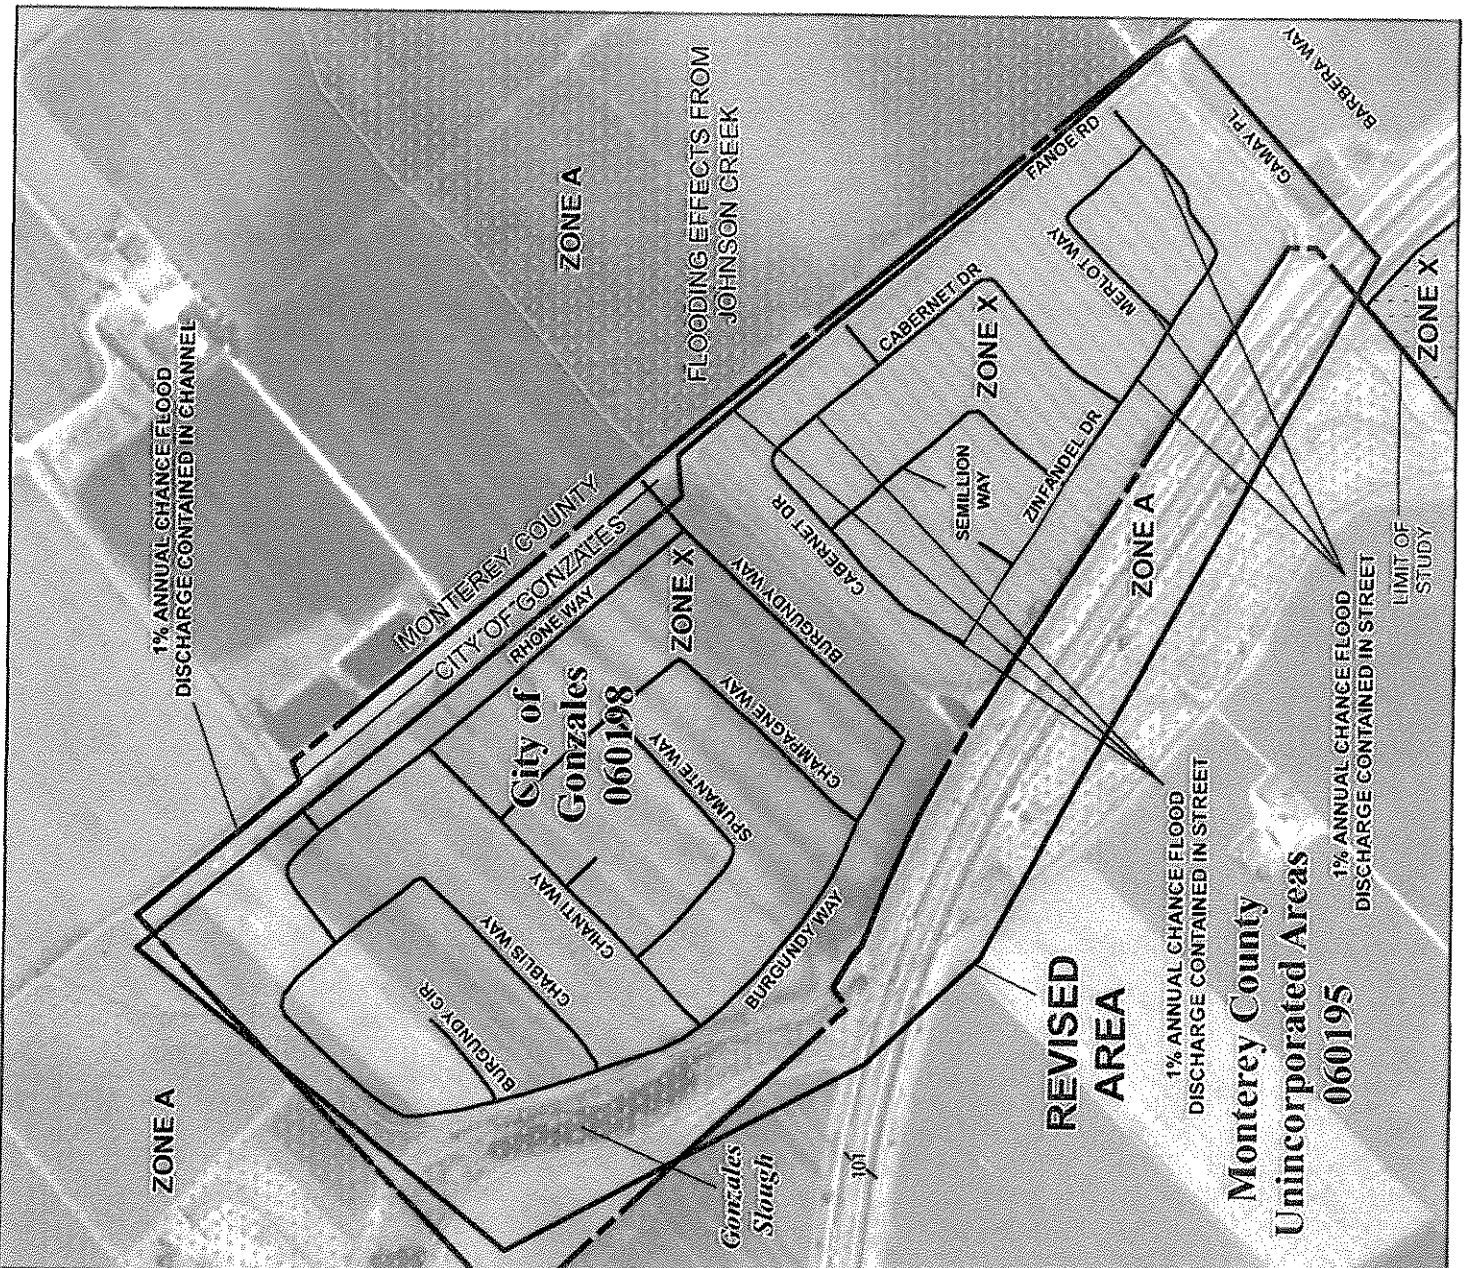 1% ANNUAL CHANCE FLOOD
DISCHARGE CONTAINED IN CHANNEL
ZONE A
ZONE A
FLOODING EFFECTS FROM
JOHNSON CREEK
BARBERA WAY
GAMAY PL
FANOE RD
MERLOT WAY
CABERNET DR
ZONE X
ZONE X
SEMILLION
WAY
ZINFANDEL DR
CABERNET DR
MONTEREY COUNTY
CITY OF GONZALES
RHONE WAY
ZONE X
BURGUNDY WAY
City of
Gonzales
060198
CHAMPAGNE WAY
SPUMANTE WAY
CHIANTI WAY
CHABLIS WAY
BURGUNDY CIR
BURGUNDY WAY
ZONE A
LIMIT OF
STUDY
1% ANNUAL CHANCE FLOOD
DISCHARGE CONTAINED IN STREET
1% ANNUAL CHANCE FLOOD
DISCHARGE CONTAINED IN STREET
REVISED
AREA
Monterey County
Unincorporated Areas
060195
Gonzales
Slough
101